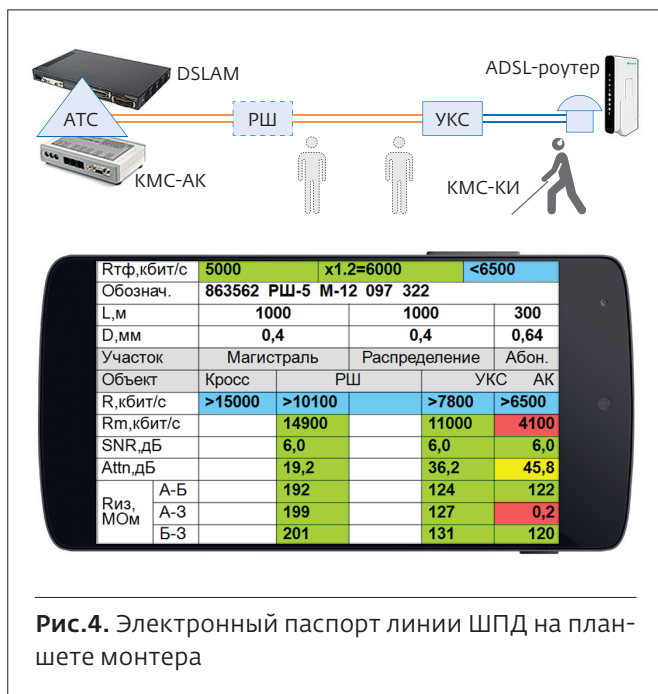 DSLAM
ADSL-роутер
АТС
РШ
УКС
КМС-АК
КМС-КИ
Rтф,кбит/с 5000 x1.2=6000 <6500
Обознач. 863562 РШ-5 М-12 097 322
L,м 1000 1000 300
D,мм 0,4 0,4 0,64
Участок Магистраль Распределение Абон.
Объект Кросс РШ УКС АК
R,кбит/с >15000 >10100 >7800 >6500
Rm,кбит/с 14900 11000 4100
SNR,дБ 6,0 6,0 6,0
Attn,дБ 19,2 36,2 45,8
Rиз, МОм А-Б 192 124 122
А-З 199 127 0,2
Б-З 201 131 120
Рис.4. Электронный паспорт линии ШПД на план-
шете монтера